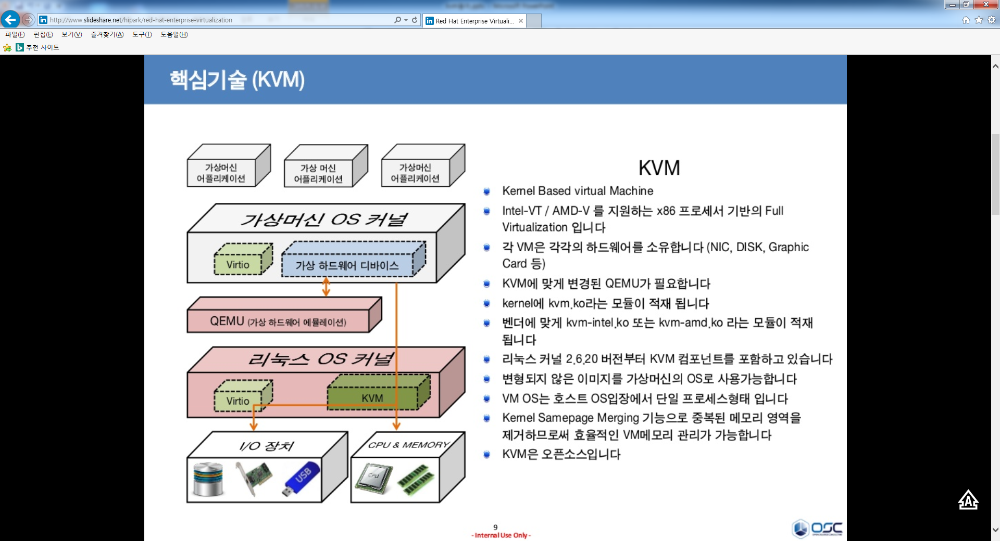 http://www.slideshare.net/hipark/red-hat-enterprise-virtualization
Red Hat Enterprise Virtuali...
파일(F) 편집(E) 보기(V) 즐겨찾기(A) 도구(T) 도움말(H)
추천 사이트
핵심기술 (KVM)
가상머신
어플리케이션
가상 머신
어플리케이션
가상머신
어플리케이션
가상머신 OS 커널
Virtio
가상 하드웨어 디바이스
QEMU (가상 하드웨어 에뮬레이션)
리눅스 OS 커널
Virtio
KVM
I/O 장치
CPU & MEMORY
USB
CPU
KVM
Kernel Based virtual Machine
Intel-VT / AMD-V 를 지원하는 x86 프로세서 기반의 Full
Virtualization 입니다
각 VM은 각각의 하드웨어를 소유합니다 (NIC, DISK, Graphic
Card 등)
KVM에 맞게 변경된 QEMU가 필요합니다
kernel에 kvm.ko라는 모듈이 적재 됩니다
벤더에 맞게 kvm-intel.ko 또는 kvm-amd.ko 라는 모듈이 적재
됩니다
리눅스 커널 2.6.20 버전부터 KVM 컴포넌트를 포함하고 있습니다
변형되지 않은 이미지를 가상머신의 OS로 사용가능합니다
VM OS는 호스트 OS입장에서 단일 프로세스형태 입니다
Kernel Samepage Merging 기능으로 중복된 메모리 영역을
제거하므로써 효율적인 VM메모리 관리가 가능합니다
KVM은 오픈소스입니다
A
9
- Internal Use Only -
OSC